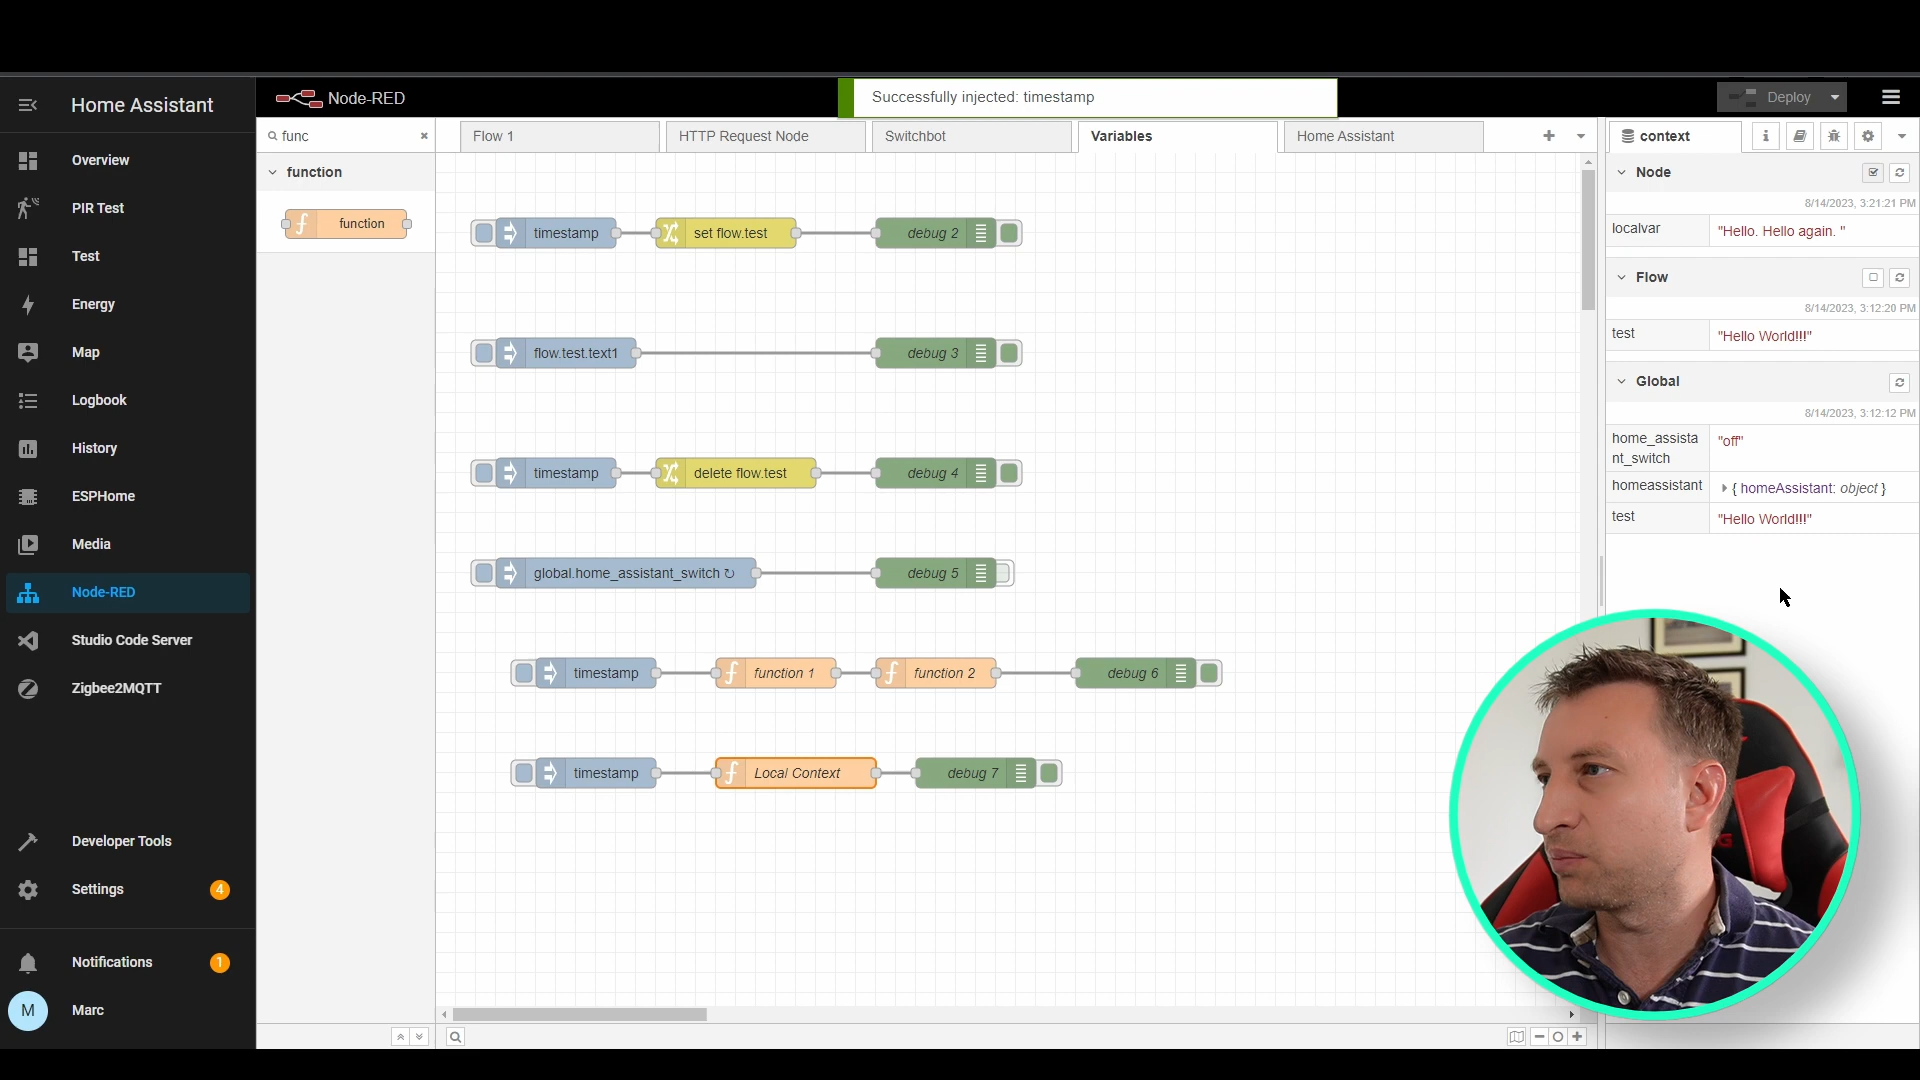 Home Assistant
Node-RED
Successfully injected: timestamp
Deploy
func
Flow 1
HTTP Request Node
Switchbot
Variables
Home Assistant
context
Overview
function
Node
8/14/2023, 3:21:21 PM
PIR Test
function
timestamp
set flow.test
debug 2
localvar
"Hello. Hello again. "
Test
Flow
Energy
8/14/2023, 3:12:20 PM
test
"Hello World!!!"
Map
flow.test.text1
debug 3
Global
Logbook
8/14/2023, 3:12:12 PM
home_assista
nt_switch
"off"
History
timestamp
delete flow.test
debug 4
homeassistant
{ homeAssistant: object }
ESPHome
test
"Hello World!!!"
Media
global.home_assistant_switch ↻
debug 5
Node-RED
Studio Code Server
Zigbee2MQTT
timestamp
function 1
function 2
debug 6
timestamp
Local Context
debug 7
Developer Tools
Settings
4
Notifications
1
M
Marc